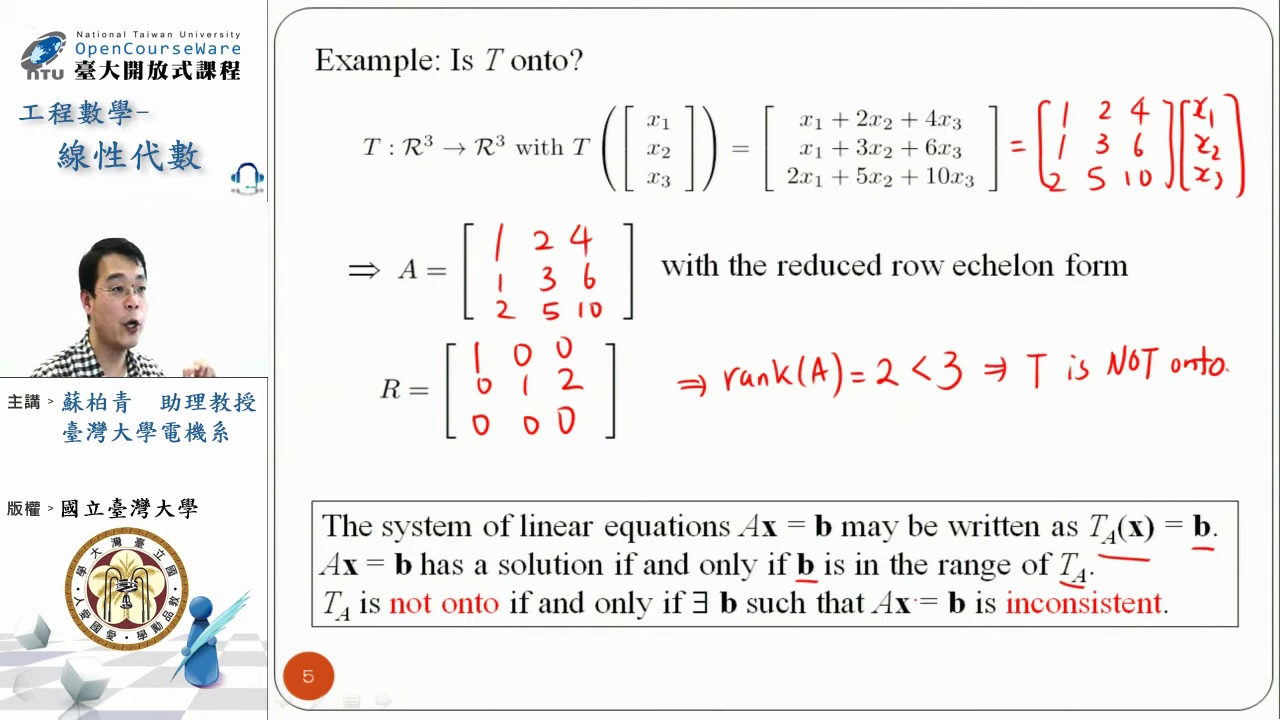 National Taiwan University
OpenCourseWare
NTU 臺大開放式課程
工程數學-
線性代數
主講 > 蘇柏青 助理教授
臺灣大學電機系
版權 > 國立臺灣大學
Example: Is T onto?
T : R³ → R³ with T ( [ x₁ x₂ x₃ ] ) = [ x₁ + 2x₂ + 4x₃ x₁ + 3x₂ + 6x₃ 2x₁ + 5x₂ + 10x₃ ] = [ 1 2 4 1 3 6 2 5 10 ] [ x₁ x₂ x₃ ]
⟹ A = [ 1 2 4 1 3 6 2 5 10 ] with the reduced row echelon form
R = [ 1 0 0 0 1 2 0 0 0 ] ⇒ rank(A) = 2 < 3 ⇒ T is NOT onto.
The system of linear equations Ax = b may be written as T_A(x) = b.
Ax = b has a solution if and only if b is in the range of T_A.
T_A is not onto if and only if ∃ b such that Ax = b is inconsistent.
5